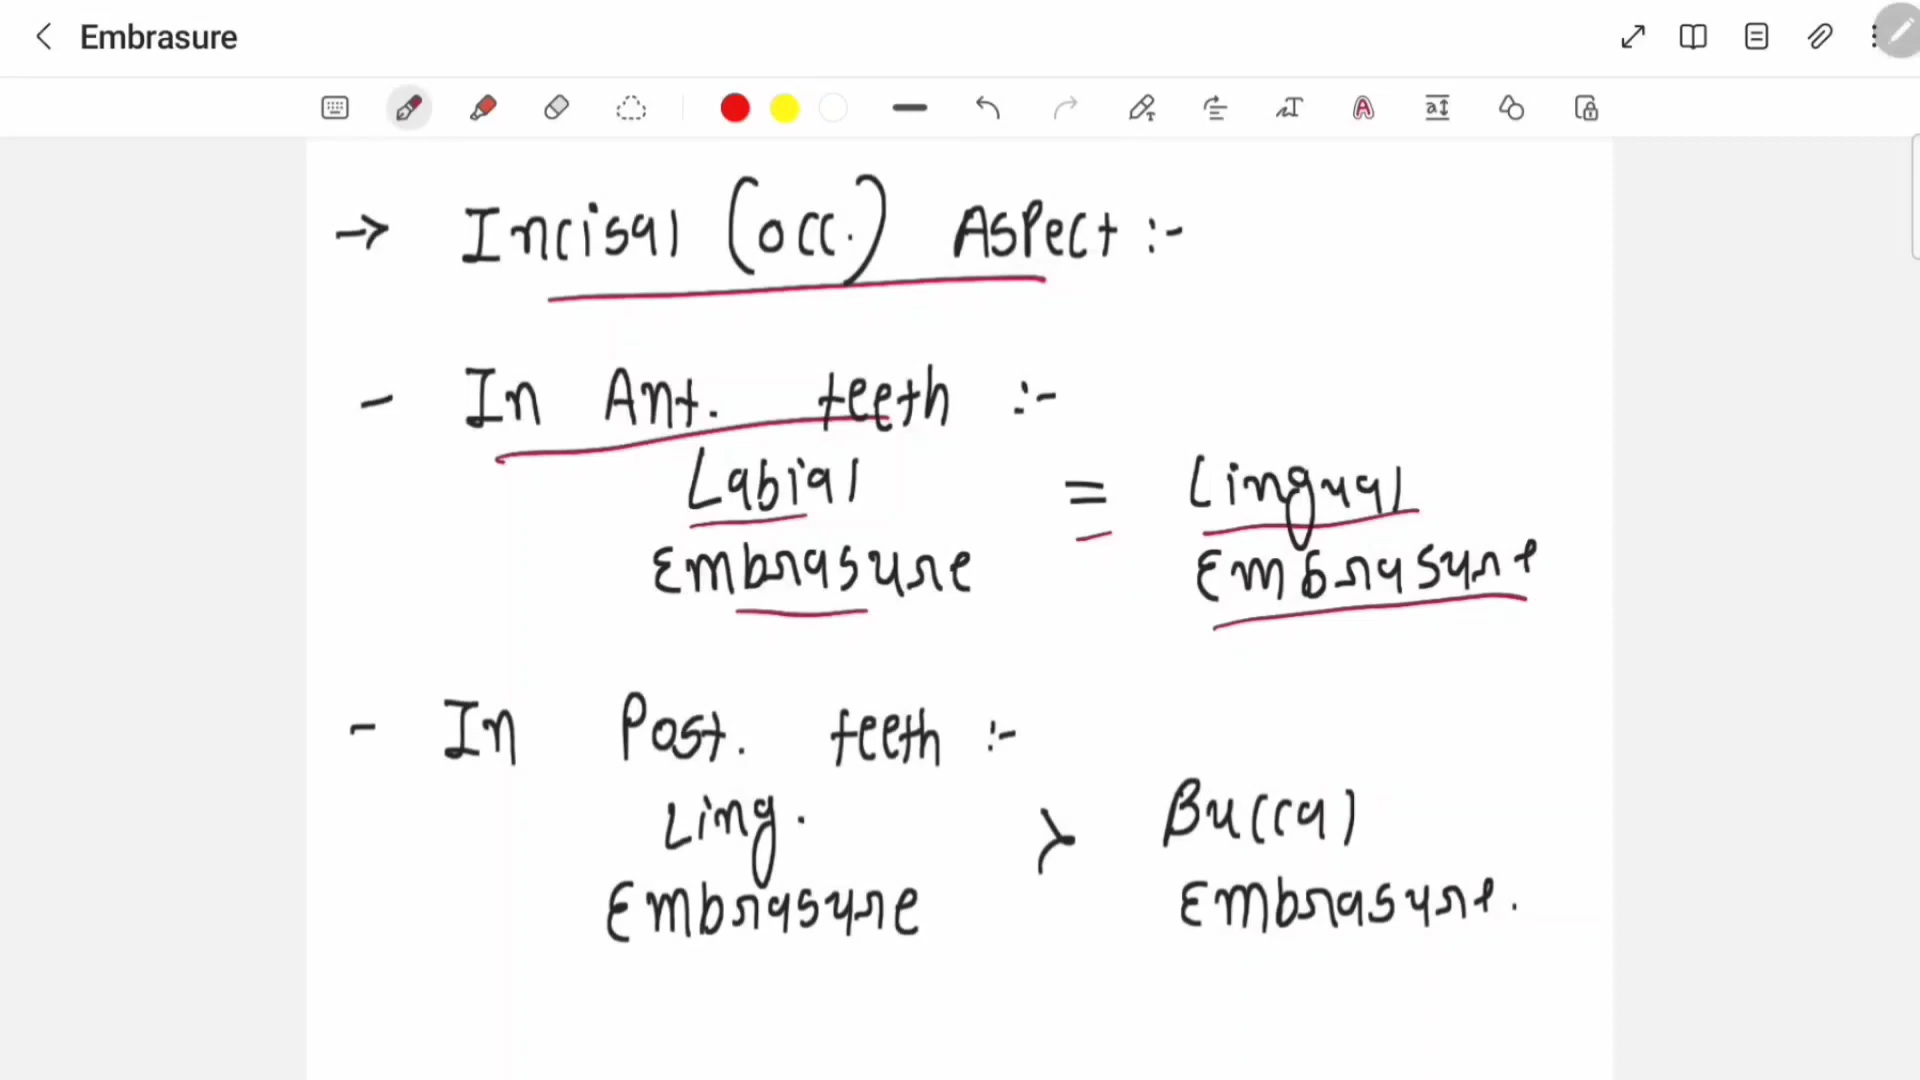 Embrasure
→ Incisal (occ.) Aspect :-
- In Ant. teeth :-
Labial = Lingual
Embrasure Embrasure
- In Post. teeth :-
Ling. > Buccal
Embrasure Embrasure.